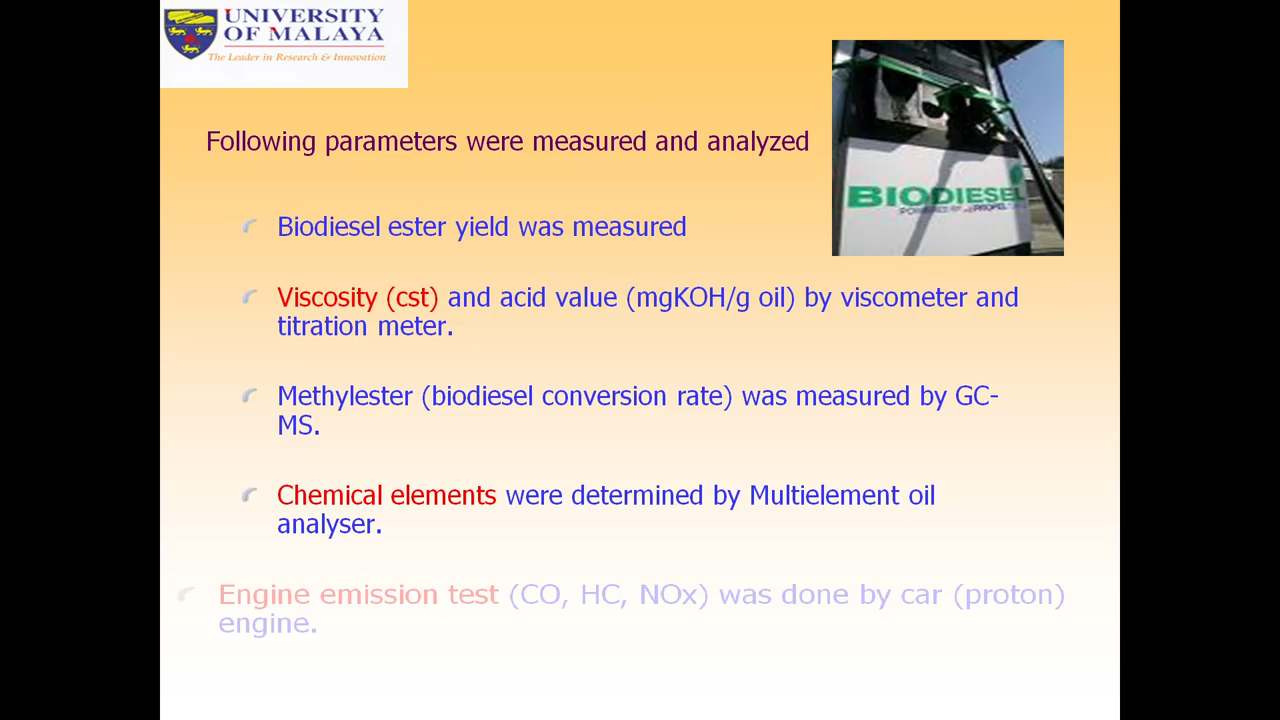 UNIVERSITY
OF MALAYA
The Leader in Research & Innovation
Following parameters were measured and analyzed
BIODIESEL
POWERED BY PROPEL
Biodiesel ester yield was measured
Viscosity (cst) and acid value (mgKOH/g oil) by viscometer and
titration meter.
Methylester (biodiesel conversion rate) was measured by GC-
MS.
Chemical elements were determined by Multielement oil
analyser.
Engine emission test (CO, HC, NOx) was done by car (proton)
engine.